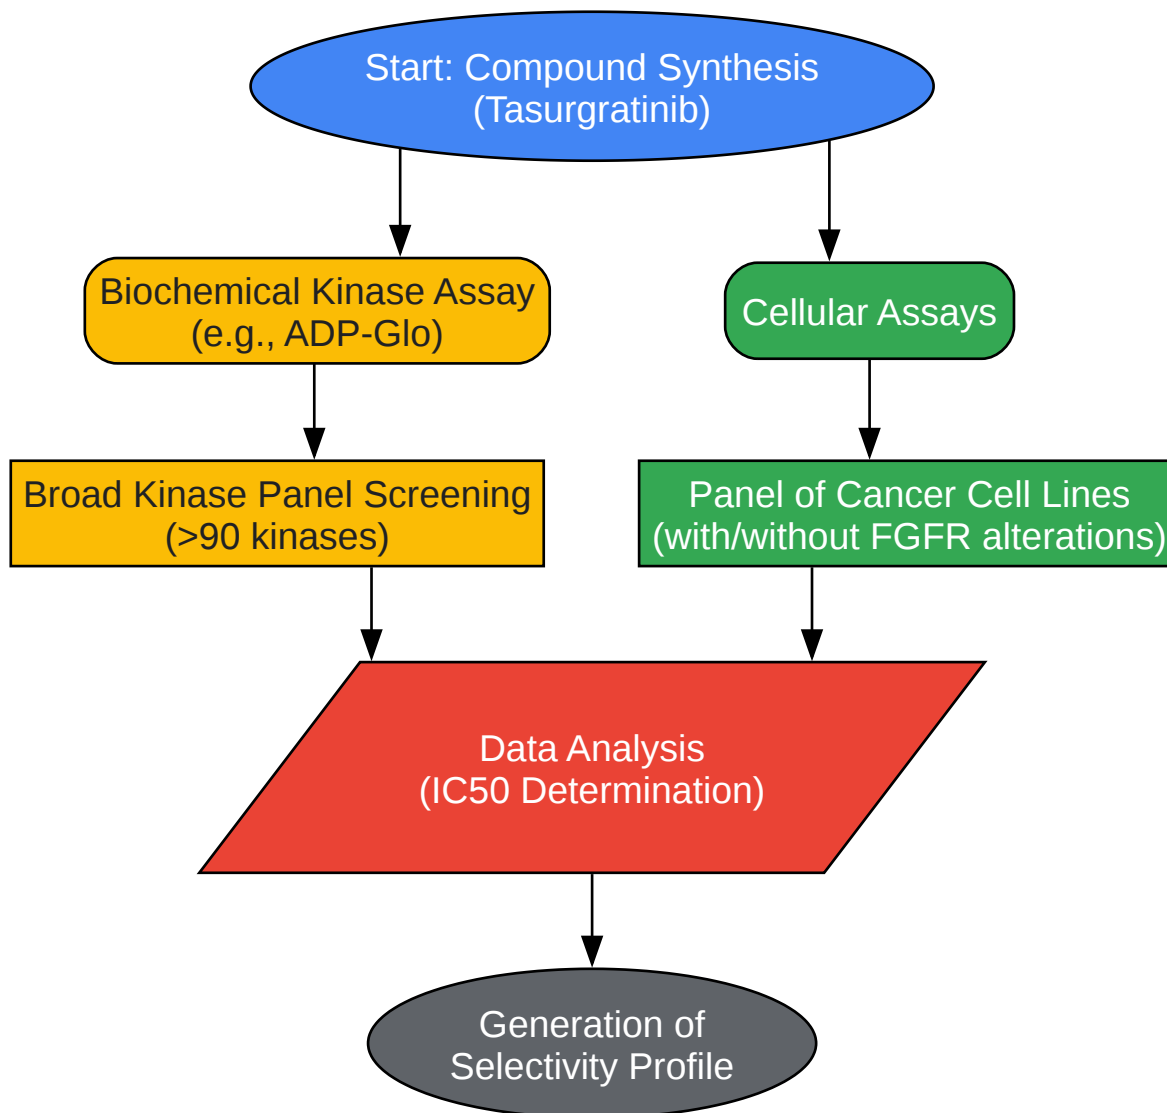 Start: Compound Synthesis
(Tasurgratinib)
Biochemical Kinase Assay
(e.g., ADP-Glo)
Cellular Assays
Broad Kinase Panel Screening
(>90 kinases)
Panel of Cancer Cell Lines
(with/without FGFR alterations)
Data Analysis
(IC50 Determination)
Generation of
Selectivity Profile